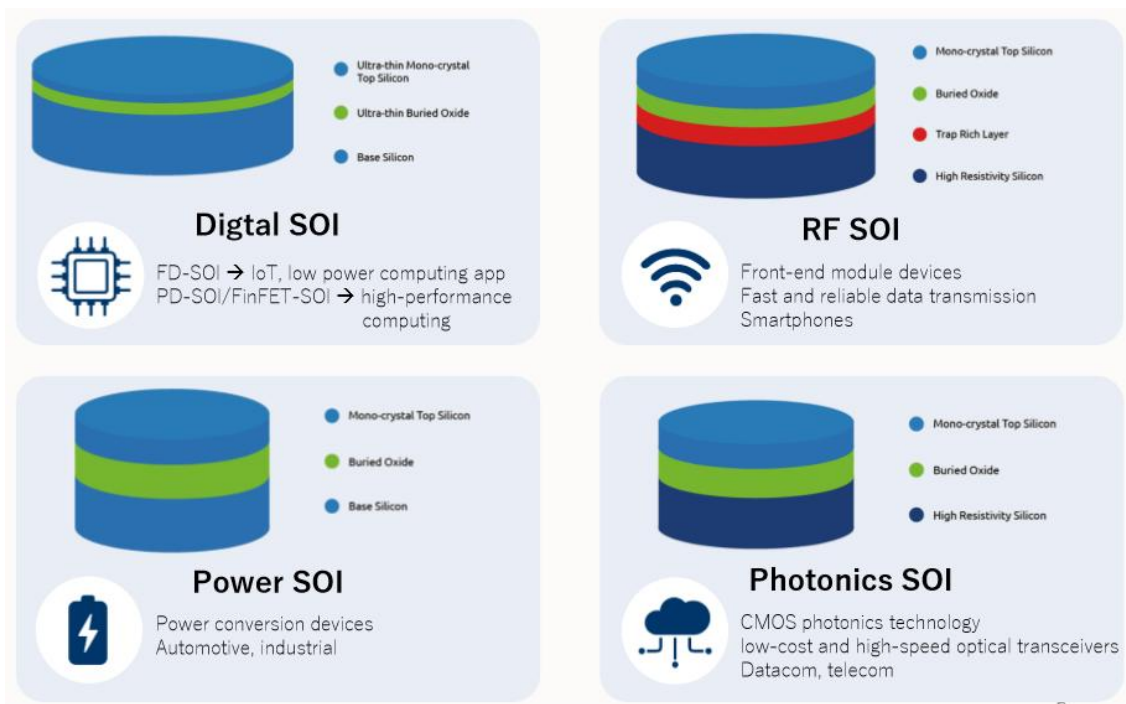 Ultra-thin Mono-crystal
Top Silicon
Ultra-thin Buried Oxide
Base Silicon
Digtal SOI
FD-SOI → IoT, low power computing app
PD-SOI/FinFET-SOI → high-performance
computing
Mono-crystal Top Silicon
Buried Oxide
Trap Rich Layer
High Resistivity Silicon
RF SOI
Front-end module devices
Fast and reliable data transmission
Smartphones
Mono-crystal Top Silicon
Buried Oxide
Base Silicon
Power SOI
Power conversion devices
Automotive, industrial
Mono-crystal Top Silicon
Buried Oxide
High Resistivity Silicon
Photonics SOI
CMOS photonics technology
low-cost and high-speed optical transceivers
Datacom, telecom